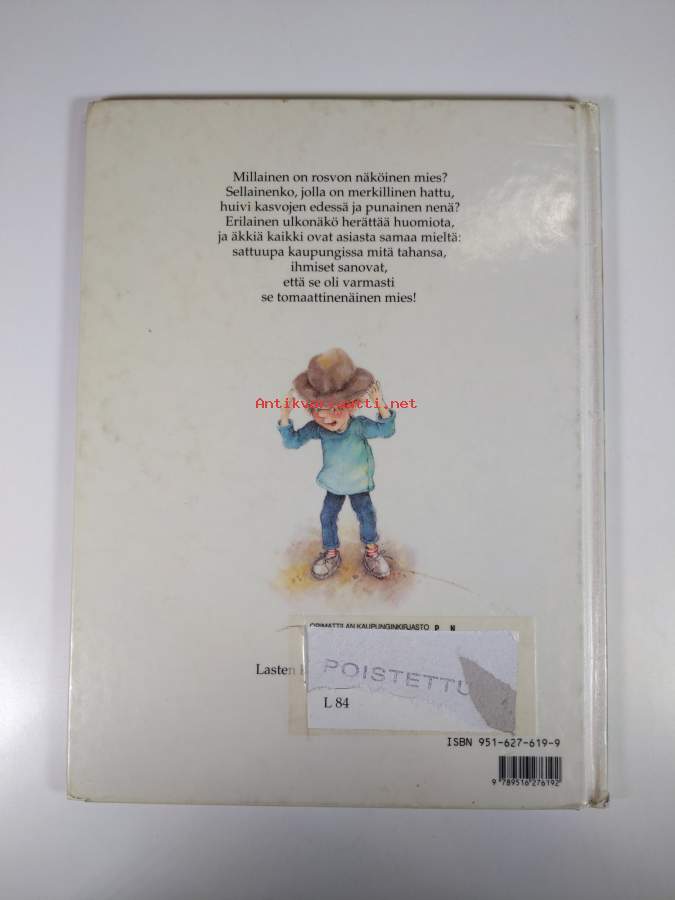 Millainen on rosvon näköinen mies?
Sellainenko, jolla on merkillinen hattu,
huivi kasvojen edessä ja punainen nenä?
Erilainen ulkonäkö herättää huomiota,
ja äkkiä kaikki ovat asiasta samaa mieltä:
sattuupa kaupungissa mitä tahansa,
ihmiset sanovat,
että se oli varmasti
se tomaattinenäinen mies!
Antikvariaatti.net
ORIMATTILAN KAUPUNGINKIRJASTO P N
Lasten
POISTETTU
L 84
ISBN 951-627-619-9
9 789516 276192